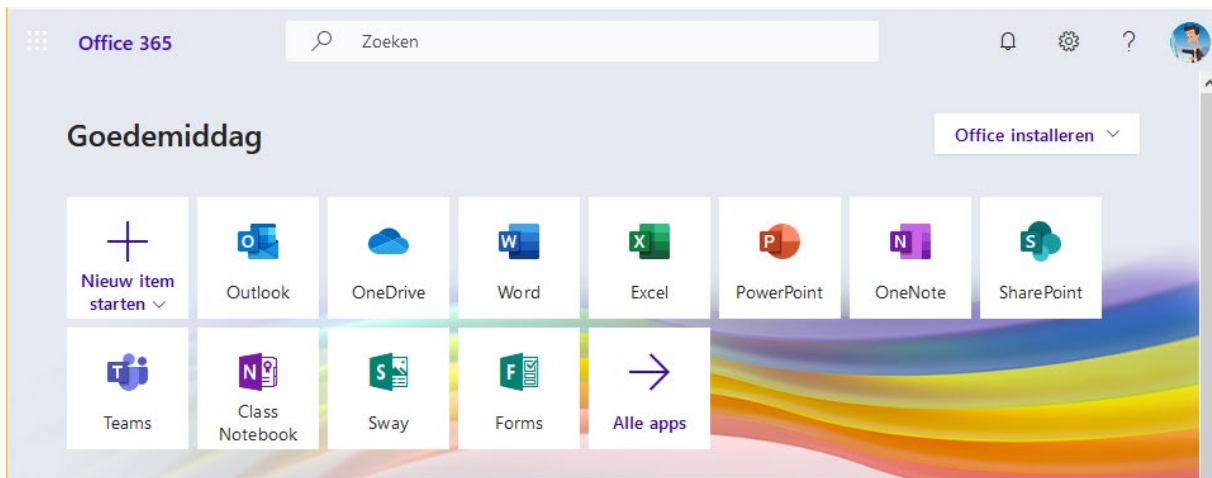 Office 365
Zoeken
?
Goedemiddag
Office installeren
Nieuw item
starten
Outlook
OneDrive
Word
Excel
PowerPoint
OneNote
SharePoint
Teams
Class
Notebook
Sway
Forms
Alle apps